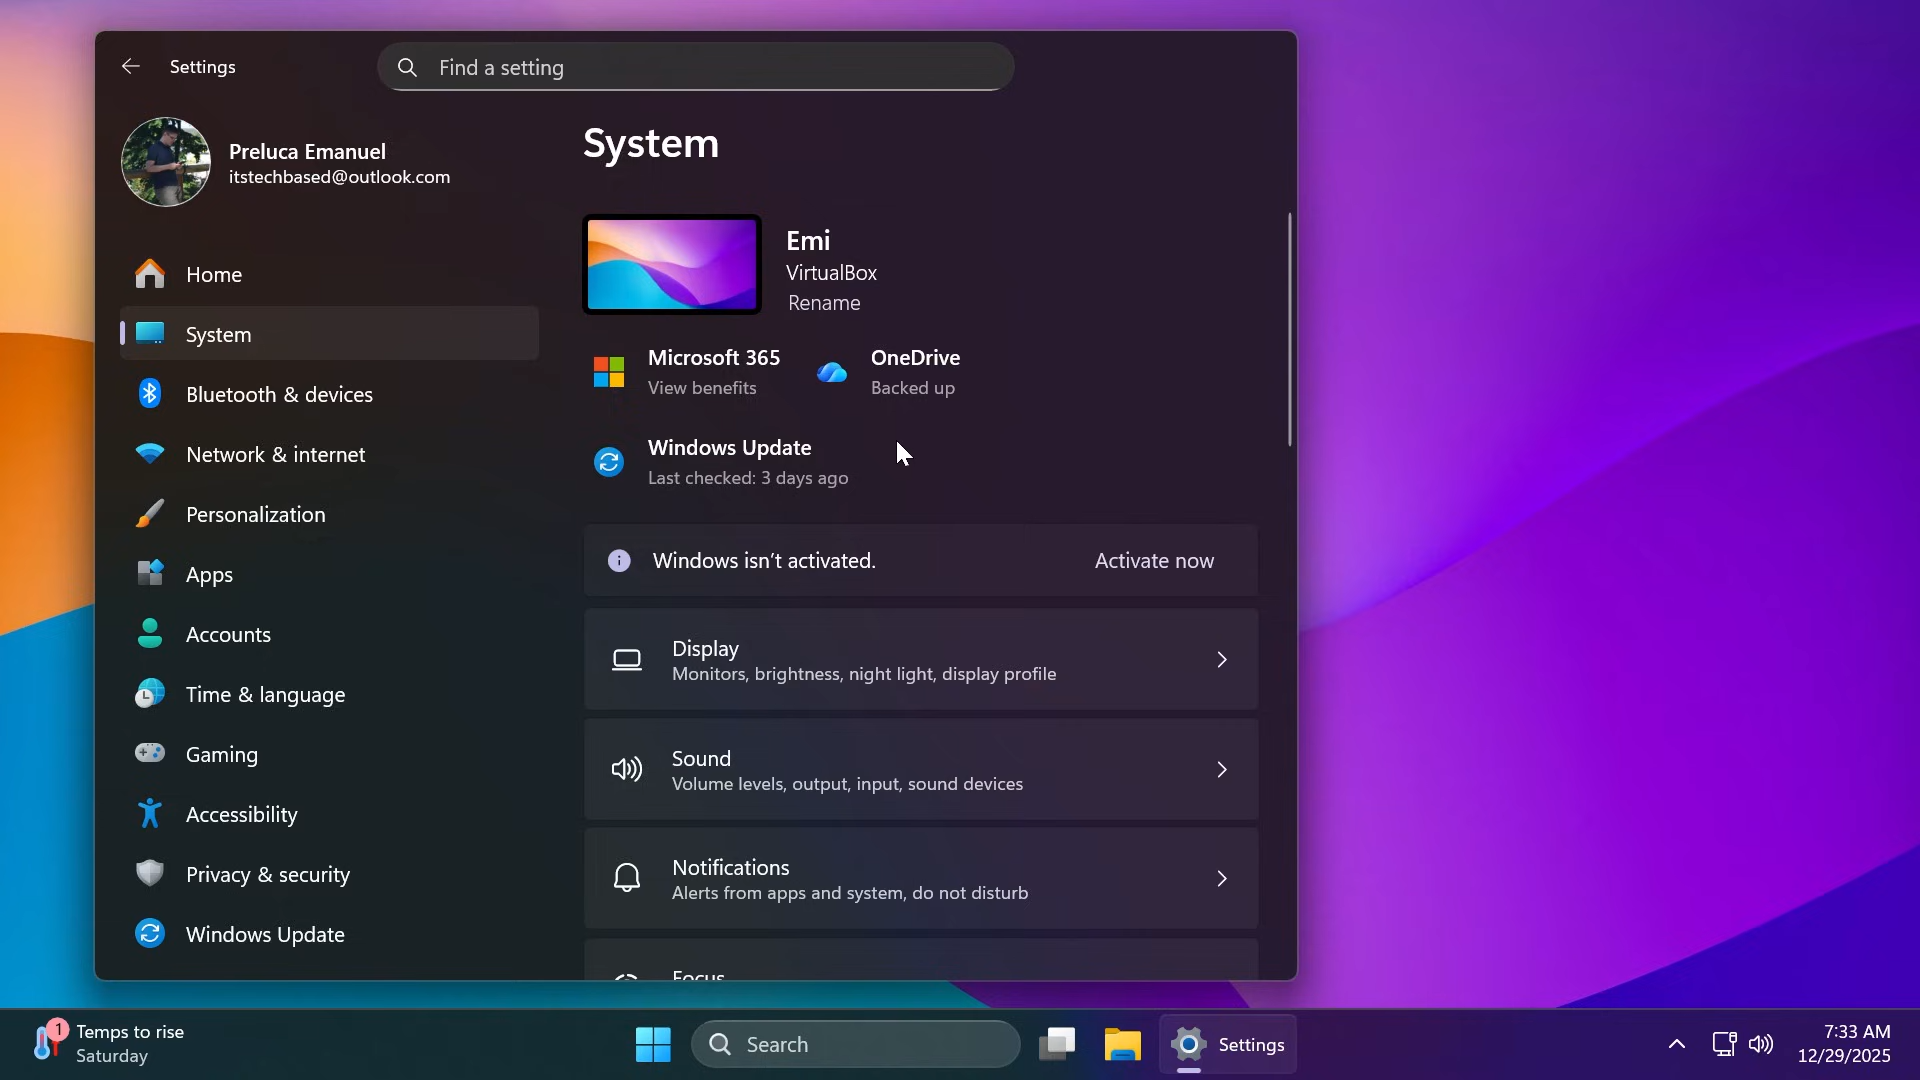 Settings
Find a setting
Preluca Emanuel
itstechbased@outlook.com
Home
System
Bluetooth & devices
Network & internet
Personalization
Apps
Accounts
Time & language
Gaming
Accessibility
Privacy & security
Windows Update
System
Emi
VirtualBox
Rename
Microsoft 365
View benefits
OneDrive
Backed up
Windows Update
Last checked: 3 days ago
Windows isn’t activated.
Activate now
Display
Monitors, brightness, night light, display profile
Sound
Volume levels, output, input, sound devices
Notifications
Alerts from apps and system, do not disturb
Focus
1
Temps to rise
Saturday
Search
Settings
7:33 AM
12/29/2025